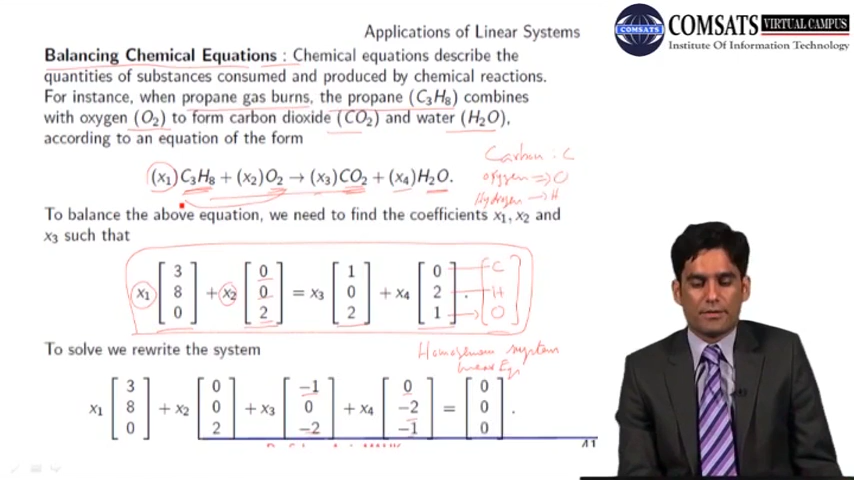 Applications of Linear Systems
COMSATS VIRTUAL CAMPUS
Institute Of Information Technology
Balancing Chemical Equations : Chemical equations describe the
quantities of substances consumed and produced by chemical reactions.
For instance, when propane gas burns, the propane (C₃H₈) combines
with oxygen (O₂) to form carbon dioxide (CO₂) and water (H₂O),
according to an equation of the form
Carbon : C
(x₁)C₃H₈ + (x₂)O₂ → (x₃)CO₂ + (x₄)H₂O.
oxygen ⇒ O
Hydrogen → H
To balance the above equation, we need to find the coefficients x₁, x₂ and
x₃ such that
3 0 1 0 C
x₁ 8 + x₂ 0 = x₃ 0 + x₄ 2 . H
0 2 2 1 O
To solve we rewrite the system
Homogenous system
linear Eqs
3 0 −1 0 0
x₁ 8 + x₂ 0 + x₃ 0 + x₄ −2 = 0 .
0 2 −2 −1 0
41